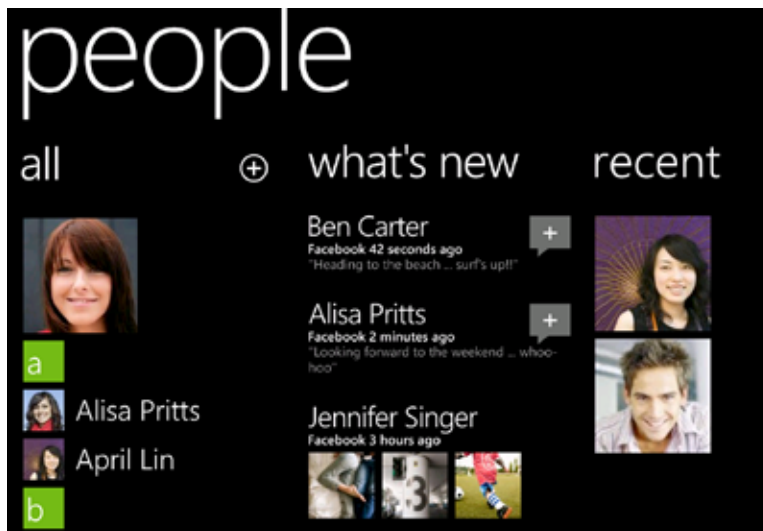 people
all
what's new
recent
Ben Carter
Facebook 42 seconds ago
"Heading to the beach ... surf's up!!"
a
Alisa Pritts
Facebook 2 minutes ago
"Looking forward to the weekend ... whoo-
hoo"
Alisa Pritts
April Lin
Jennifer Singer
Facebook 3 hours ago
3
b